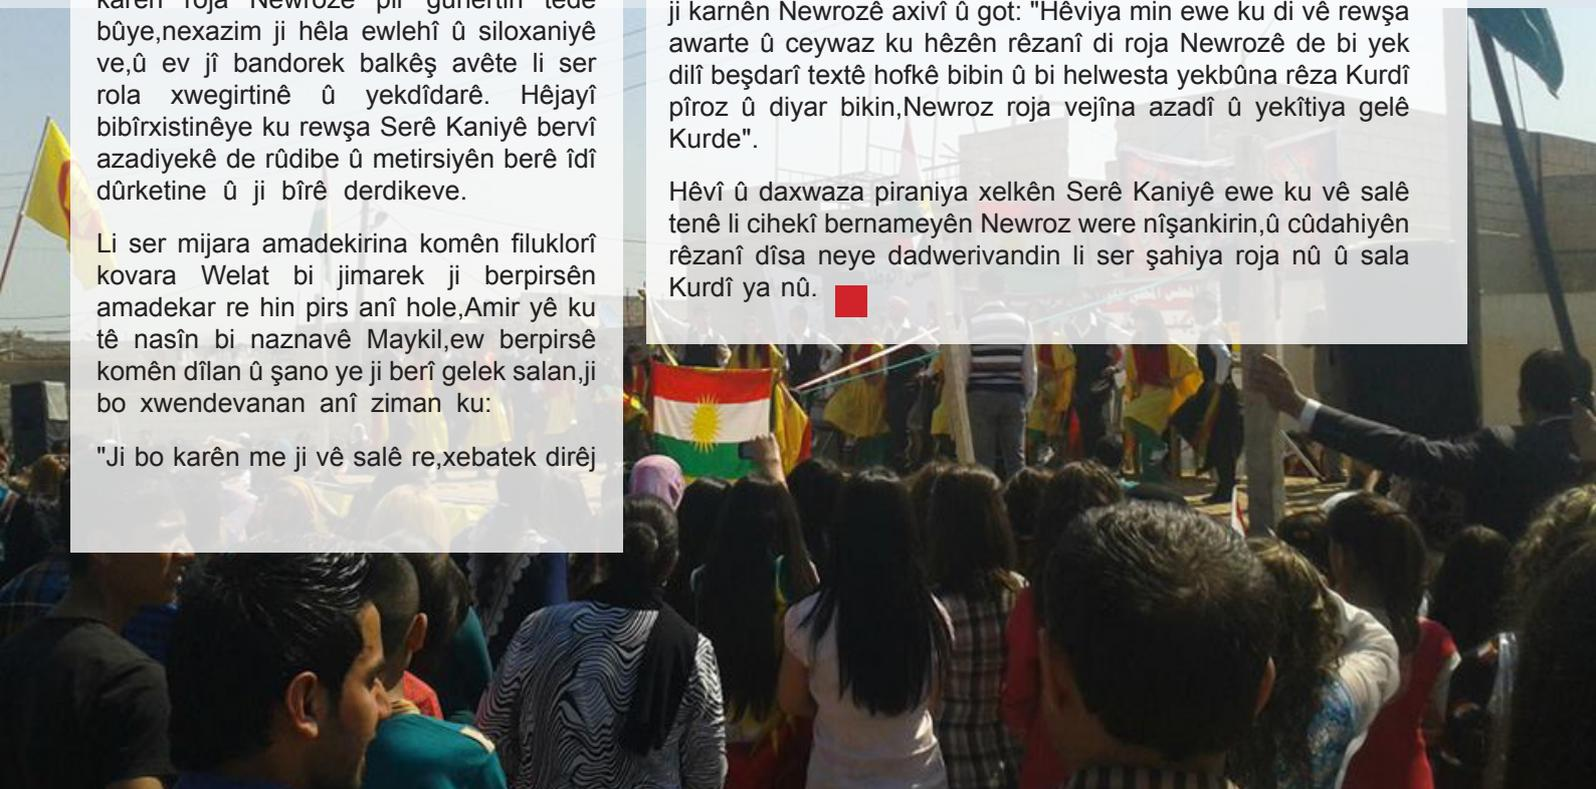 karên roja Newrozê pir guhertin têde
bûye,nexazim ji hêla ewlehî û siloxaniyê
ve,û ev jî bandorek balkêş avête li ser
rola xwegirtinê û yekdîdarê. Hêjayî
bibîrxistinêye ku rewşa Serê Kaniyê bervî
azadiyekê de rûdibe û metirsiyên berê îdî
dûrketine û ji bîrê derdikeve.
Li ser mijara amadekirina komên filuklorî
kovara Welat bi jimarek ji berpirsên
amadekar re hin pirs anî hole,Amir yê ku
tê nasîn bi naznavê Maykil,ew berpirsê
komên dîlan û şano ye ji berî gelek salan,ji
bo xwendevanan anî ziman ku:
"Ji bo karên me ji vê salê re,xebatek dirêj
ji karnên Newrozê axivî û got: "Hêviya min ewe ku di vê rewşa
awarte û ceywaz ku hêzên rêzanî di roja Newrozê de bi yek
dilî beşdarî textê hofkê bibin û bi helwesta yekbûna rêza Kurdî
pîroz û diyar bikin,Newroz roja vejîna azadî û yekîtiya gelê
Kurde".
Hêvî û daxwaza piraniya xelkên Serê Kaniyê ewe ku vê salê
tenê li cihekî bernameyên Newroz were nîşankirin,û cûdahiyên
rêzanî dîsa neye dadwerivandin li ser şahiya roja nû û sala
Kurdî ya nû.